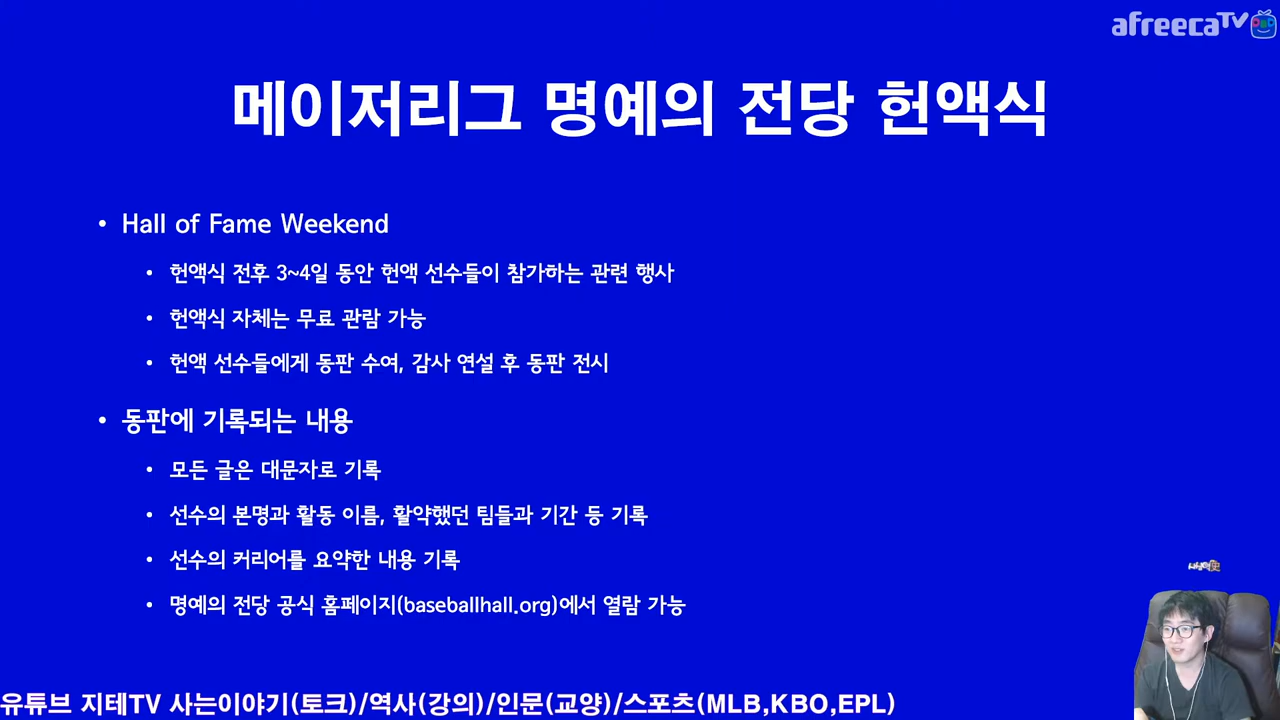 afreecaTV
메이저리그 명예의 전당 헌액식
• Hall of Fame Weekend
• 헌액식 전후 3~4일 동안 헌액 선수들이 참가하는 관련 행사
• 헌액식 자체는 무료 관람 가능
• 헌액 선수들에게 동판 수여, 감사 연설 후 동판 전시
• 동판에 기록되는 내용
• 모든 글은 대문자로 기록
• 선수의 본명과 활동 이름, 활약했던 팀들과 기간 등 기록
• 선수의 커리어를 요약한 내용 기록
• 명예의 전당 공식 홈페이지(baseballhall.org)에서 열람 가능
유튜브 지테TV 사는이야기(토크)/역사(강의)/인문(교양)/스포츠(MLB,KBO,EPL)